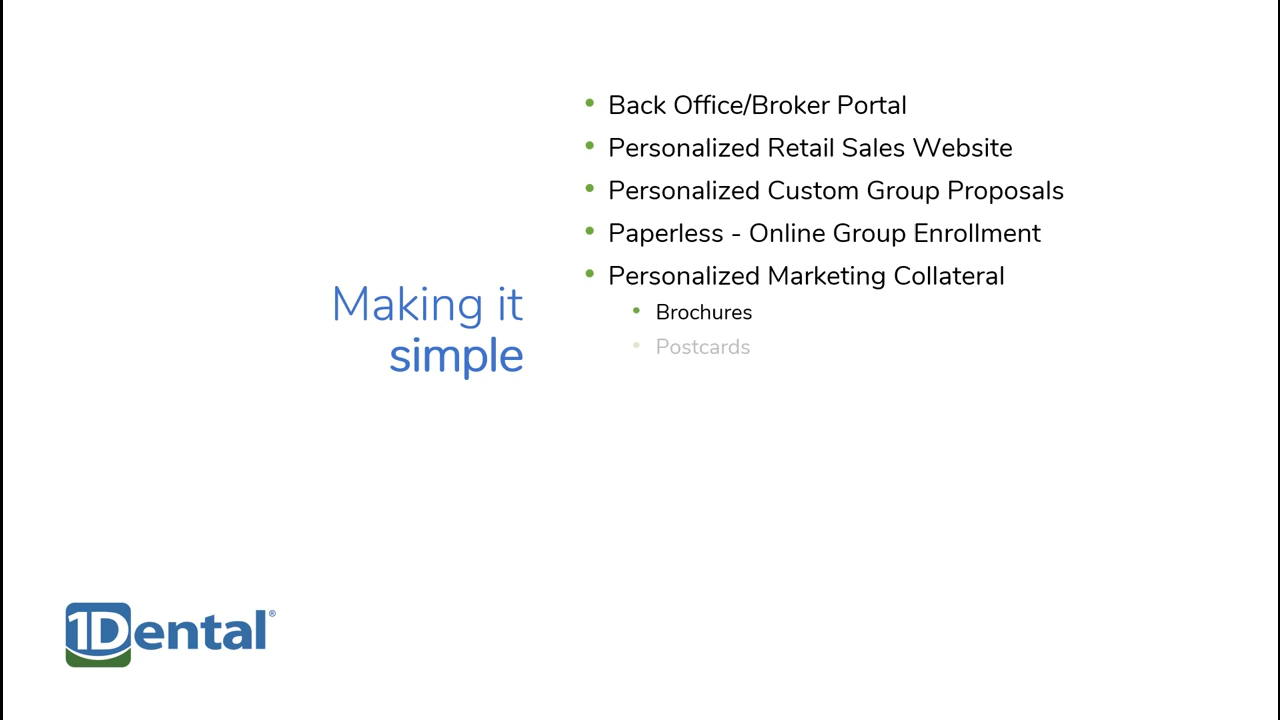 Making it
simple
Back Office/Broker Portal
Personalized Retail Sales Website
Personalized Custom Group Proposals
Paperless - Online Group Enrollment
Personalized Marketing Collateral
Brochures
Postcards
1Dental®